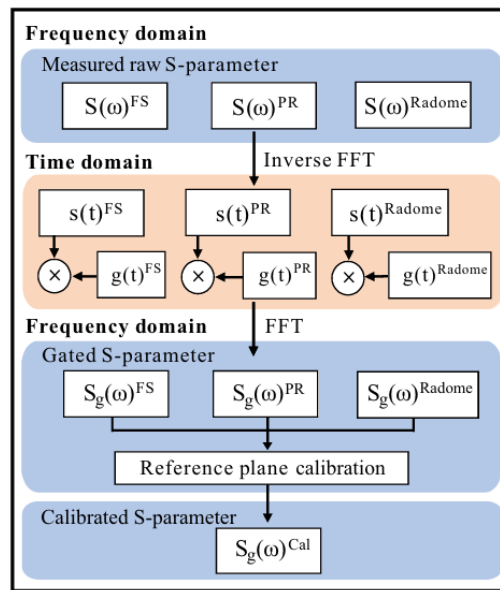 Frequency domain
Measured raw S-parameter
S(ω)^FS S(ω)^PR S(ω)^Radome
Inverse FFT
Time domain
s(t)^FS s(t)^PR s(t)^Radome
× g(t)^FS × g(t)^PR × g(t)^Radome
FFT
Frequency domain
Gated S-parameter
S_g(ω)^FS S_g(ω)^PR S_g(ω)^Radome
Reference plane calibration
Calibrated S-parameter
S_g(ω)^Cal